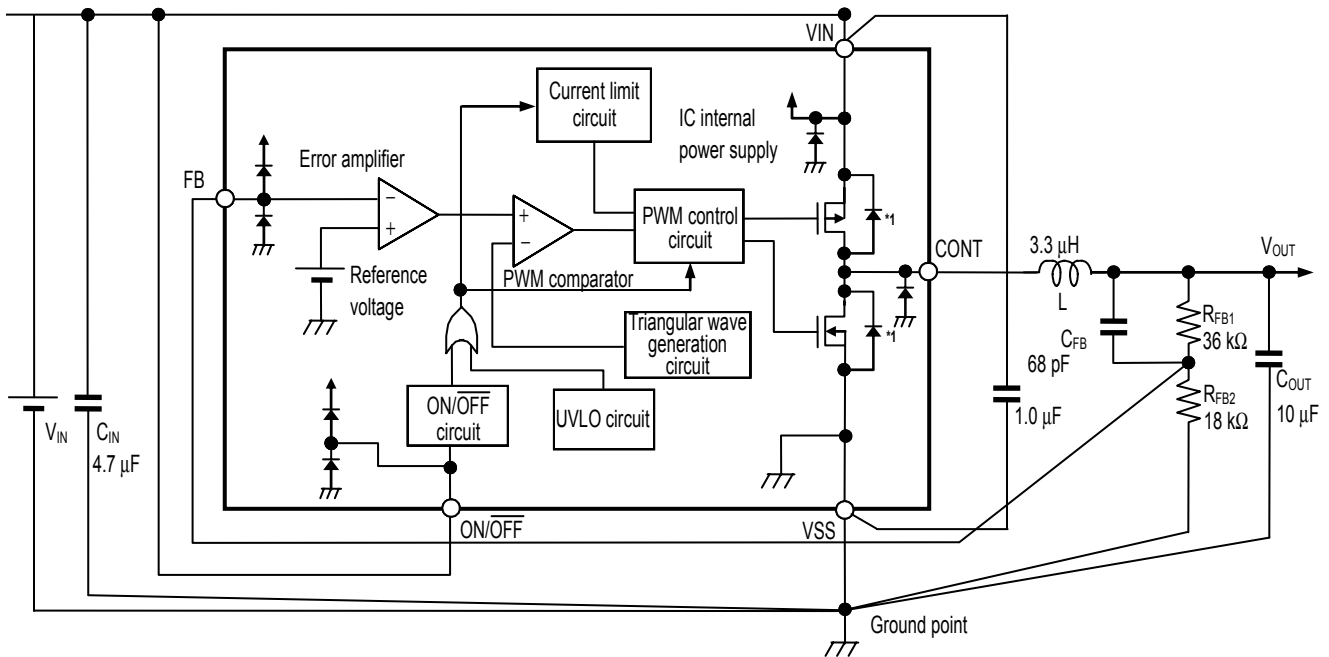 VIN
Current limit
circuit
IC internal
power supply
Error amplifier
FB
−
+
+
−
PWM control
circuit
*1
CONT
3.3 μH
VOUT
L
Reference
voltage
PWM comparator
Triangular wave
generation
circuit
*1
CFB
68 pF
RFB1
36 kΩ
COUT
10 μF
RFB2
18 kΩ
1.0 μF
ON/OFF
circuit
UVLO circuit
VIN
CIN
4.7 μF
ON/OFF
VSS
Ground point